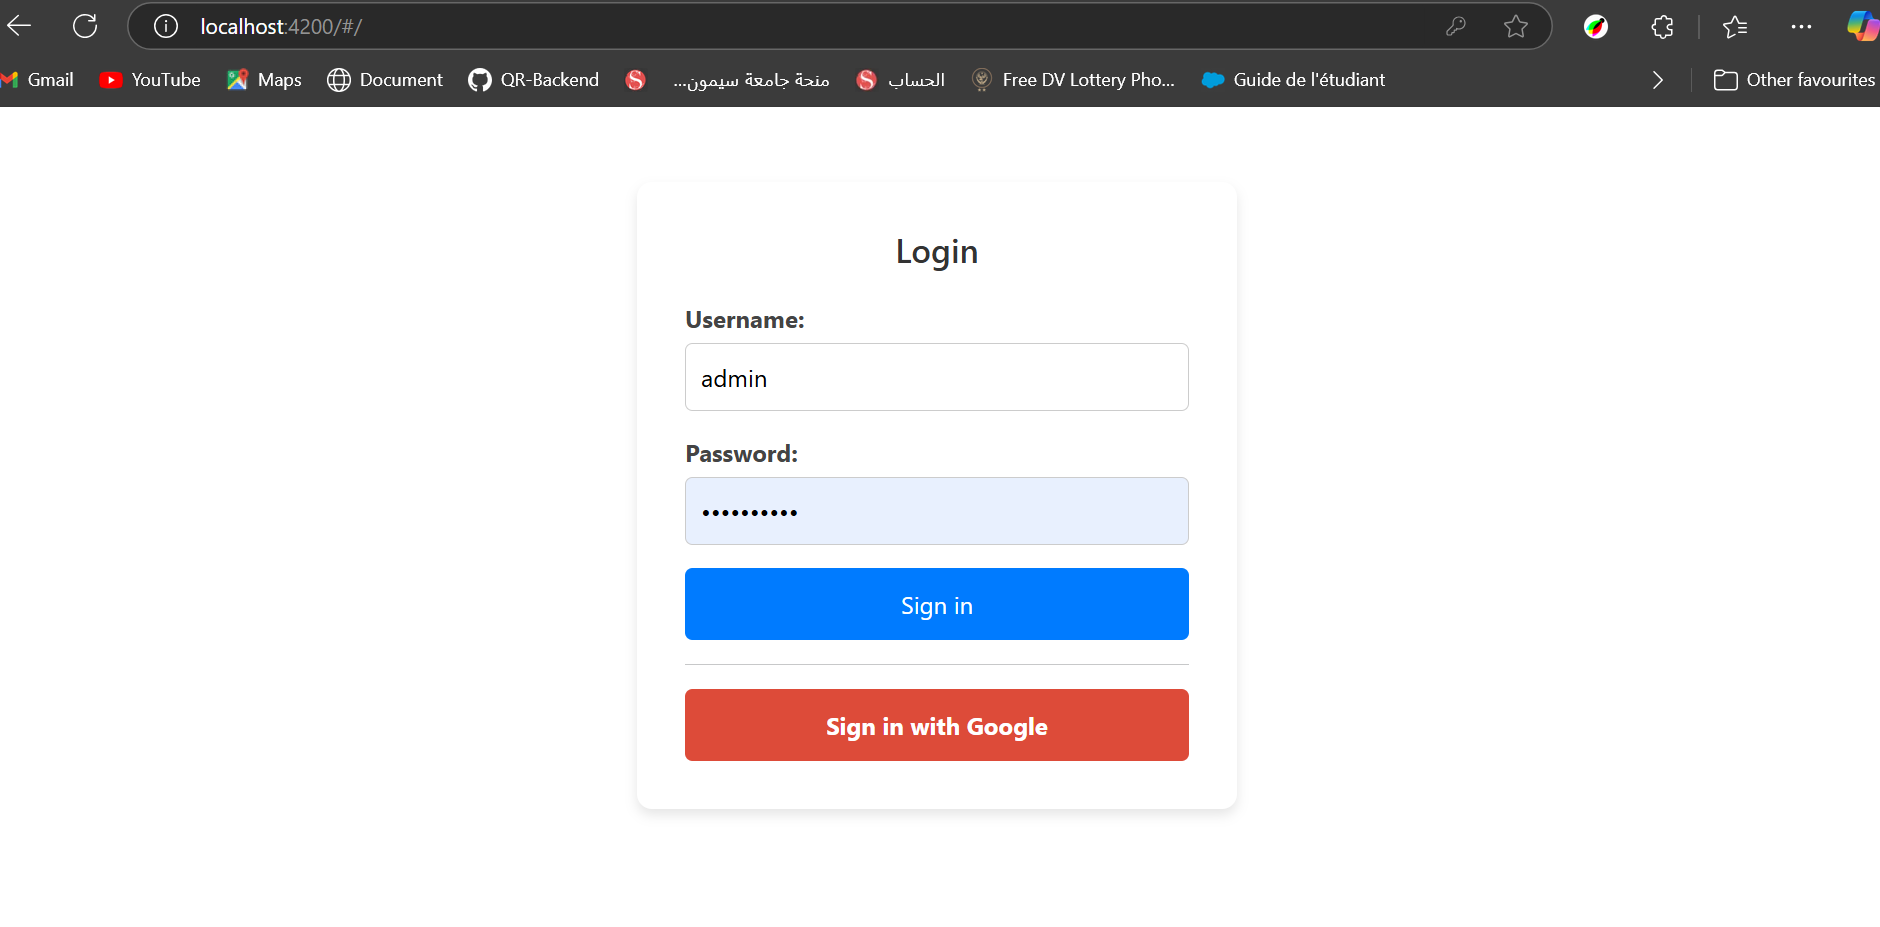 localhost:4200/#/
Gmail YouTube Maps Document QR-Backend منحة جامعة سيمون... الحساب Free DV Lottery Pho... Guide de l'étudiant Other favourites
Login
Username:
admin
Password:
••••••••••
Sign in
Sign in with Google